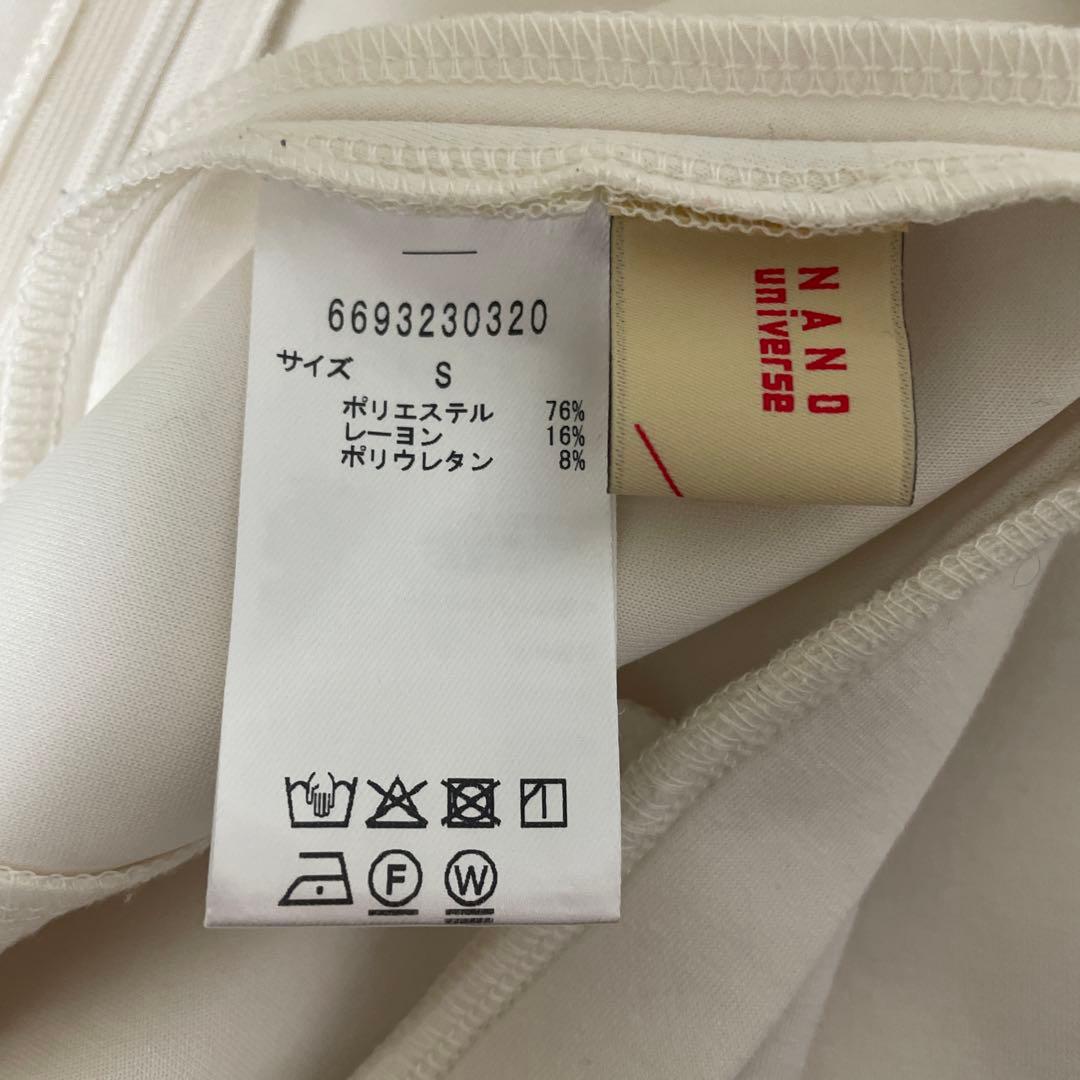 6693230320
サイズ S
ポリエステル 76%
レーヨン 16%
ポリウレタン 8%
F W
NANO
universe